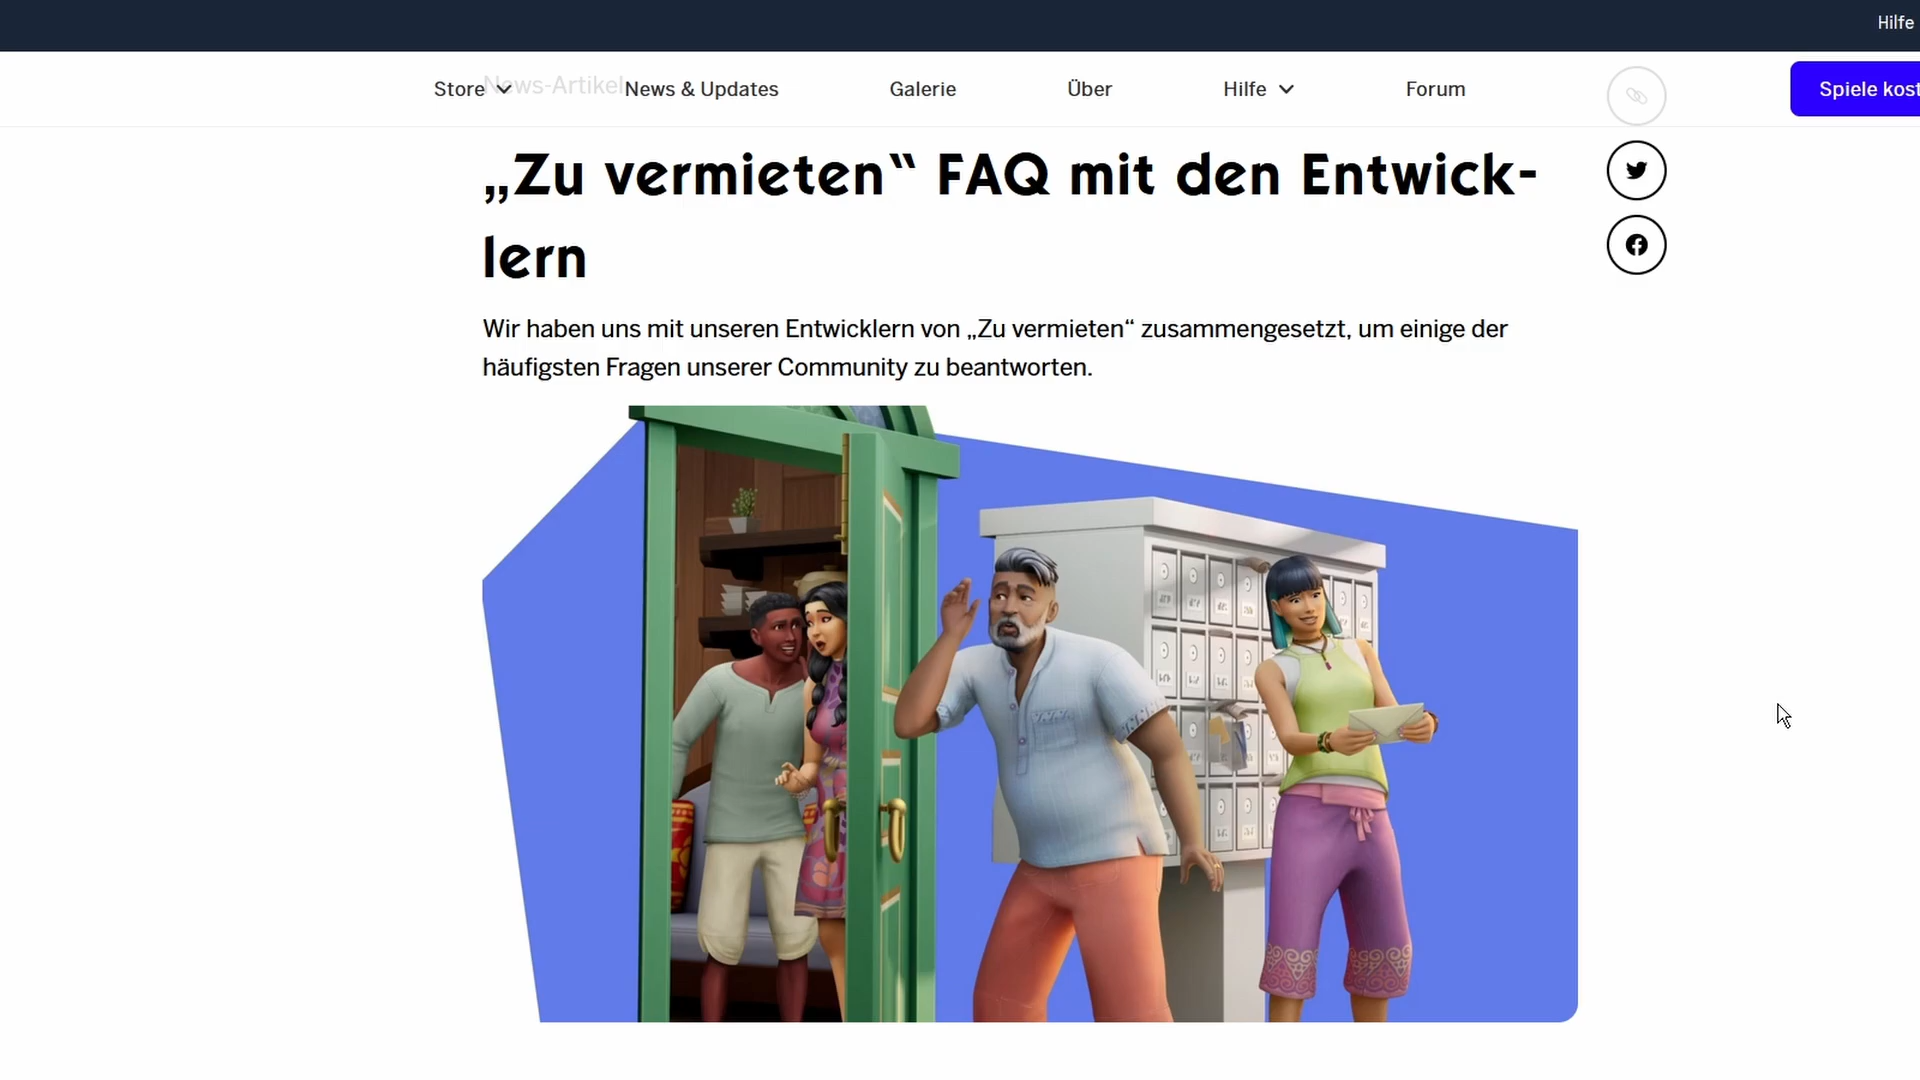 Hilfe
Store News & Updates Galerie Über Hilfe Forum Spiele kost
News-Artikel
„Zu vermieten“ FAQ mit den Entwick-
lern
Wir haben uns mit unseren Entwicklern von „Zu vermieten“ zusammengesetzt, um einige der
häufigsten Fragen unserer Community zu beantworten.